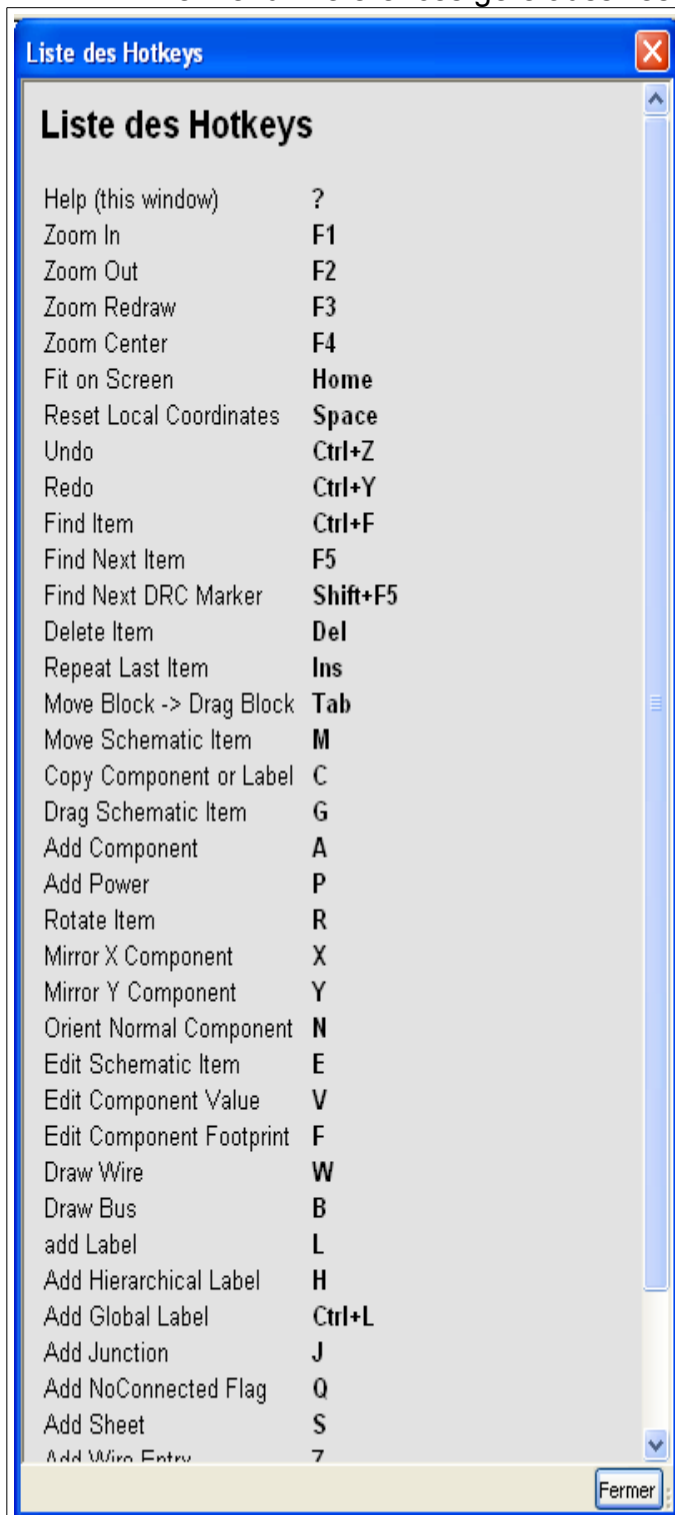 Liste des Hotkeys
Liste des Hotkeys
Help (this window) ?
Zoom In F1
Zoom Out F2
Zoom Redraw F3
Zoom Center F4
Fit on Screen Home
Reset Local Coordinates Space
Undo Ctrl+Z
Redo Ctrl+Y
Find Item Ctrl+F
Find Next Item F5
Find Next DRC Marker Shift+F5
Delete Item Del
Repeat Last Item Ins
Move Block -> Drag Block Tab
Move Schematic Item M
Copy Component or Label C
Drag Schematic Item G
Add Component A
Add Power P
Rotate Item R
Mirror X Component X
Mirror Y Component Y
Orient Normal Component N
Edit Schematic Item E
Edit Component Value V
Edit Component Footprint F
Draw Wire W
Draw Bus B
add Label L
Add Hierarchical Label H
Add Global Label Ctrl+L
Add Junction J
Add NoConnected Flag Q
Add Sheet S
Add Wire Entry Z
Fermer